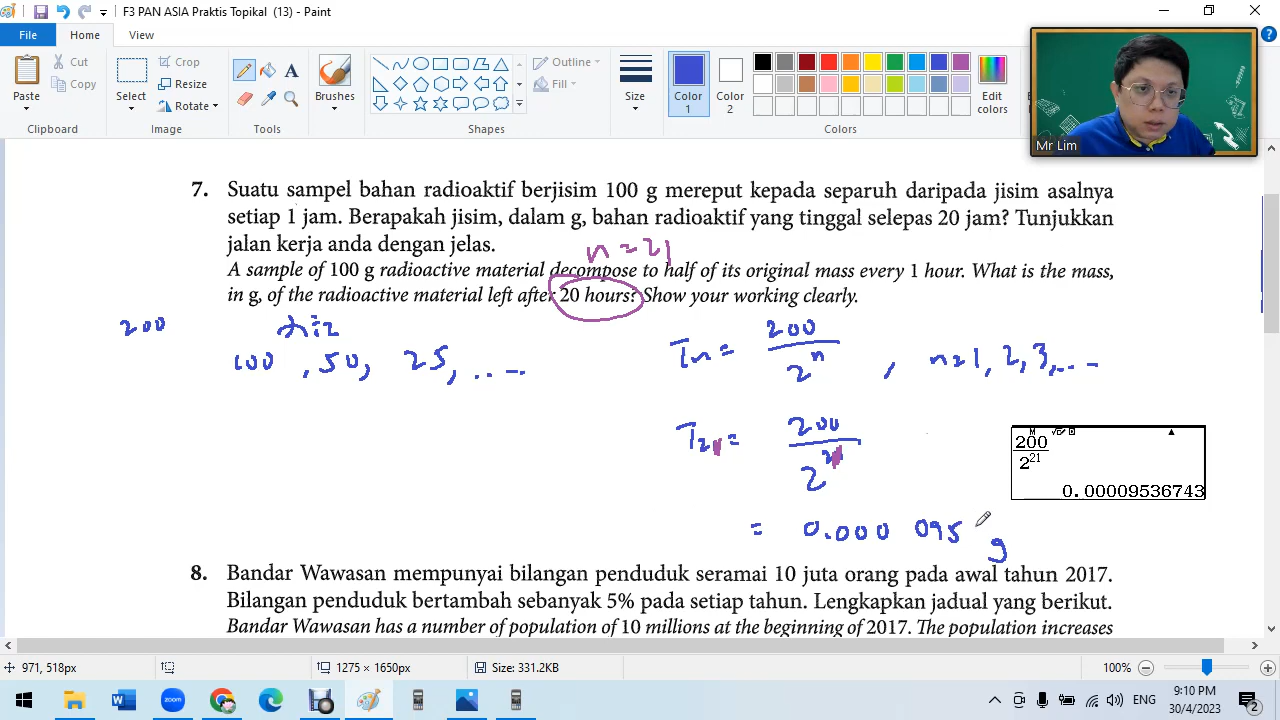 F3 PAN ASIA Praktis Topikal (13) - Paint
File Home View
Paste Cut Copy Clipboard
Select Crop Resize Rotate Image
A Tools
Brushes
Shapes
Outline Fill
Size
Color 1 Color 2 Colors Edit colors
Mr Lim
7. Suatu sampel bahan radioaktif berjisim 100 g mereput kepada separuh daripada jisim asalnya
setiap 1 jam. Berapakah jisim, dalam g, bahan radioaktif yang tinggal selepas 20 jam? Tunjukkan
jalan kerja anda dengan jelas.
n = 21
A sample of 100 g radioactive material decompose to half of its original mass every 1 hour. What is the mass,
in g, of the radioactive material left after 20 hours? Show your working clearly.
200 ÷2
100 , 50, 25, ....
Tn = 200/2^n , n=1, 2, 3, ...
T21 = 200/2^21
200/2^21
0.00009536743
= 0.000 095 g
8. Bandar Wawasan mempunyai bilangan penduduk seramai 10 juta orang pada awal tahun 2017.
Bilangan penduduk bertambah sebanyak 5% pada setiap tahun. Lengkapkan jadual yang berikut.
Bandar Wawasan has a number of population of 10 millions at the beginning of 2017. The population increases
971, 518px 1275 × 1650px Size: 331.2KB 100%
zoom ENG 9:10 PM
30/4/2023 2